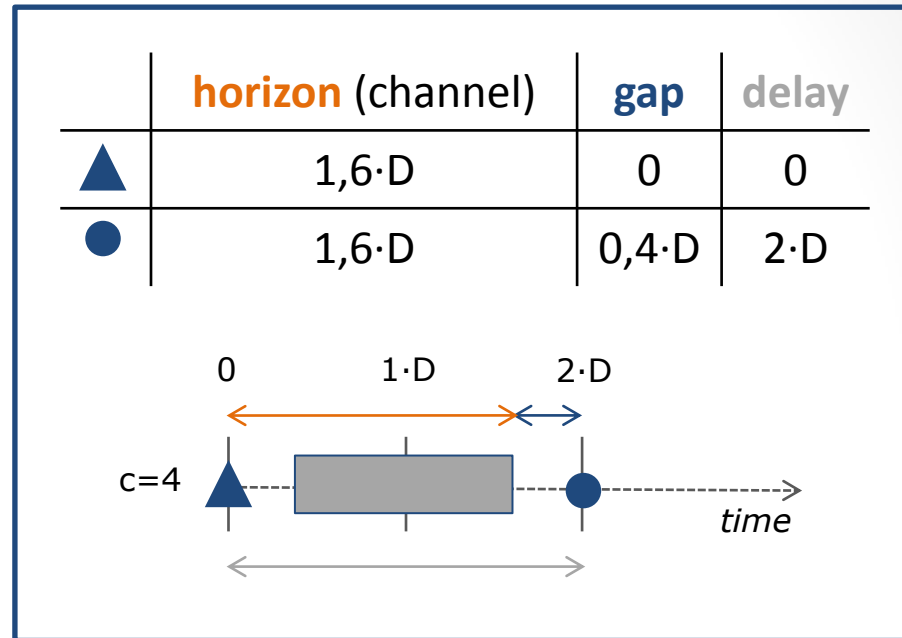 horizon (channel) gap delay
1,6·D 0 0
1,6·D 0,4·D 2·D
0 1·D 2·D
c=4
time